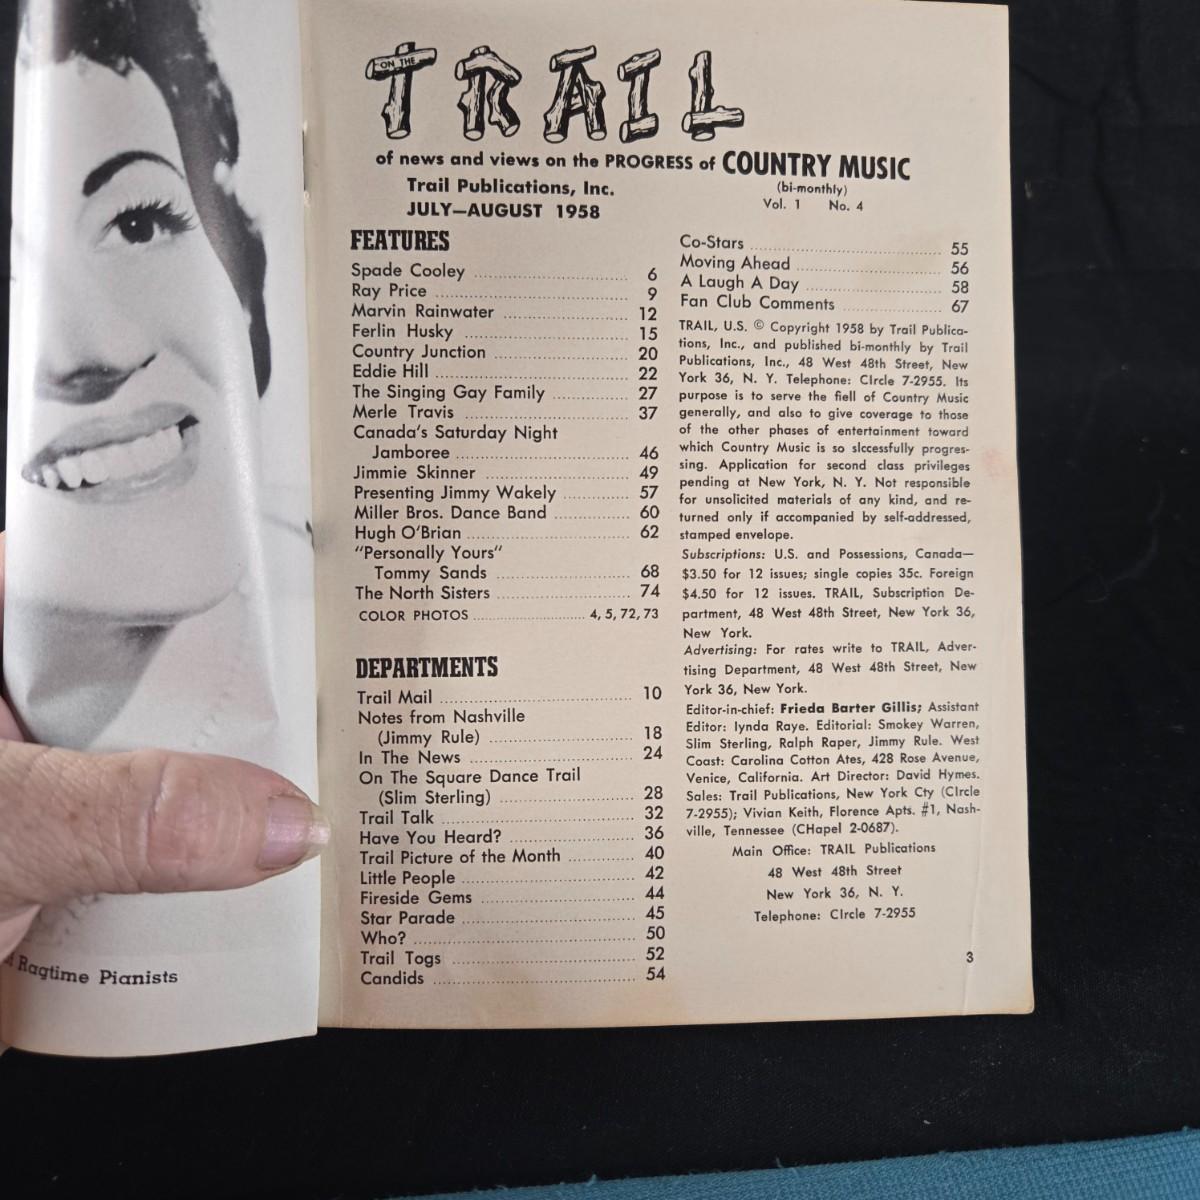 ON THE
TRAIL
of news and views on the PROGRESS of COUNTRY MUSIC
Trail Publications, Inc.
JULY—AUGUST 1958
(bi-monthly)
Vol. 1 No. 4
FEATURES
Spade Cooley 6
Ray Price 9
Marvin Rainwater 12
Ferlin Husky 15
Country Junction 20
Eddie Hill 22
The Singing Gay Family 27
Merle Travis 37
Canada's Saturday Night
Jamboree 46
Jimmie Skinner 49
Presenting Jimmy Wakely 57
Miller Bros. Dance Band 60
Hugh O'Brian 62
"Personally Yours"
Tommy Sands 68
The North Sisters 74
COLOR PHOTOS 4, 5, 72, 73
DEPARTMENTS
Trail Mail 10
Notes from Nashville
(Jimmy Rule) 18
In The News 24
On The Square Dance Trail
(Slim Sterling) 28
Trail Talk 32
Have You Heard? 36
Trail Picture of the Month 40
Little People 42
Fireside Gems 44
Star Parade 45
Who? 50
Trail Togs 52
Candids 54
Co-Stars 55
Moving Ahead 56
A Laugh A Day 58
Fan Club Comments 67
TRAIL, U.S. © Copyright 1958 by Trail Publica-
tions, Inc., and published bi-monthly by Trail
Publications, Inc., 48 West 48th Street, New
York 36, N. Y. Telephone: CIrcle 7-2955. Its
purpose is to serve the fiell of Country Music
generally, and also to give coverage to those
of the other phases of entertainment toward
which Country Music is so slccessfully progres-
sing. Application for second class privileges
pending at New York, N. Y. Not responsible
for unsolicited materials of any kind, and re-
turned only if accompanied by self-addressed,
stamped envelope.
Subscriptions: U.S. and Possessions, Canada—
$3.50 for 12 issues; single copies 35c. Foreign
$4.50 for 12 issues. TRAIL, Subscription De-
partment, 48 West 48th Street, New York 36,
New York.
Advertising: For rates write to TRAIL, Adver-
tising Department, 48 West 48th Street, New
York 36, New York.
Editor-in-chief: Frieda Barter Gillis; Assistant
Editor: lynda Raye. Editorial: Smokey Warren,
Slim Sterling, Ralph Raper, Jimmy Rule. West
Coast: Carolina Cotton Ates, 428 Rose Avenue,
Venice, California. Art Director: David Hymes.
Sales: Trail Publications, New York Cty (CIrcle
7-2955); Vivian Keith, Florence Apts. #1, Nash-
ville, Tennessee (CHapel 2-0687).
Main Office: TRAIL Publications
48 West 48th Street
New York 36, N. Y.
Telephone: CIrcle 7-2955
3
Ragtime Pianists